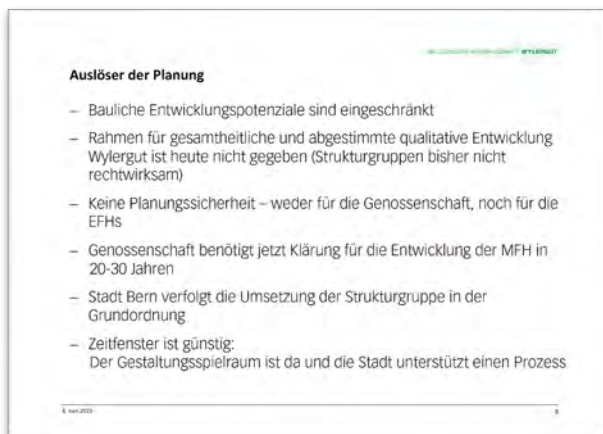 WYLERGUT
Auslöser der Planung
– Bauliche Entwicklungspotenziale sind eingeschränkt
– Rahmen für gesamtheitliche und abgestimmte qualitative Entwicklung
Wylergut ist heute nicht gegeben (Strukturgruppen bisher nicht
rechtwirksam)
– Keine Planungssicherheit – weder für die Genossenschaft, noch für die
EFHs
– Genossenschaft benötigt jetzt Klärung für die Entwicklung der MFH in
20-30 Jahren
– Stadt Bern verfolgt die Umsetzung der Strukturgruppe in der
Grundordnung
– Zeitfenster ist günstig:
Der Gestaltungsspielraum ist da und die Stadt unterstützt einen Prozess